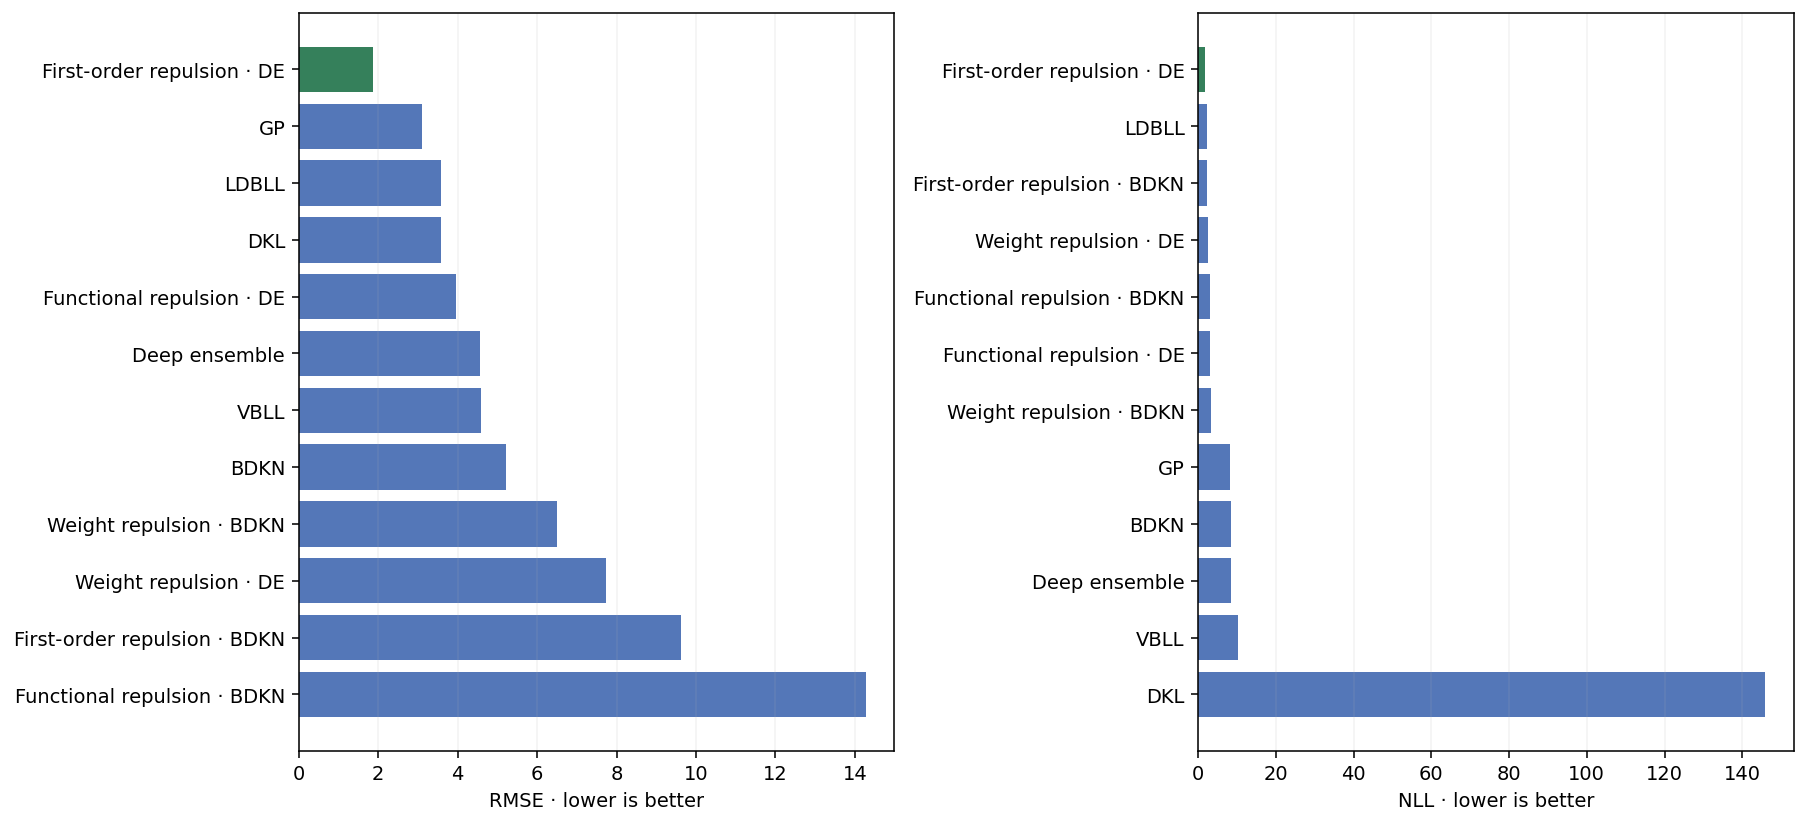 First-order repulsion · DE
GP
LDBLL
DKL
Functional repulsion · DE
Deep ensemble
VBLL
BDKN
Weight repulsion · BDKN
Weight repulsion · DE
First-order repulsion · BDKN
Functional repulsion · BDKN
0 2 4 6 8 10 12 14
RMSE · lower is better
First-order repulsion · DE
LDBLL
First-order repulsion · BDKN
Weight repulsion · DE
Functional repulsion · BDKN
Functional repulsion · DE
Weight repulsion · BDKN
GP
BDKN
Deep ensemble
VBLL
DKL
0 20 40 60 80 100 120 140
NLL · lower is better